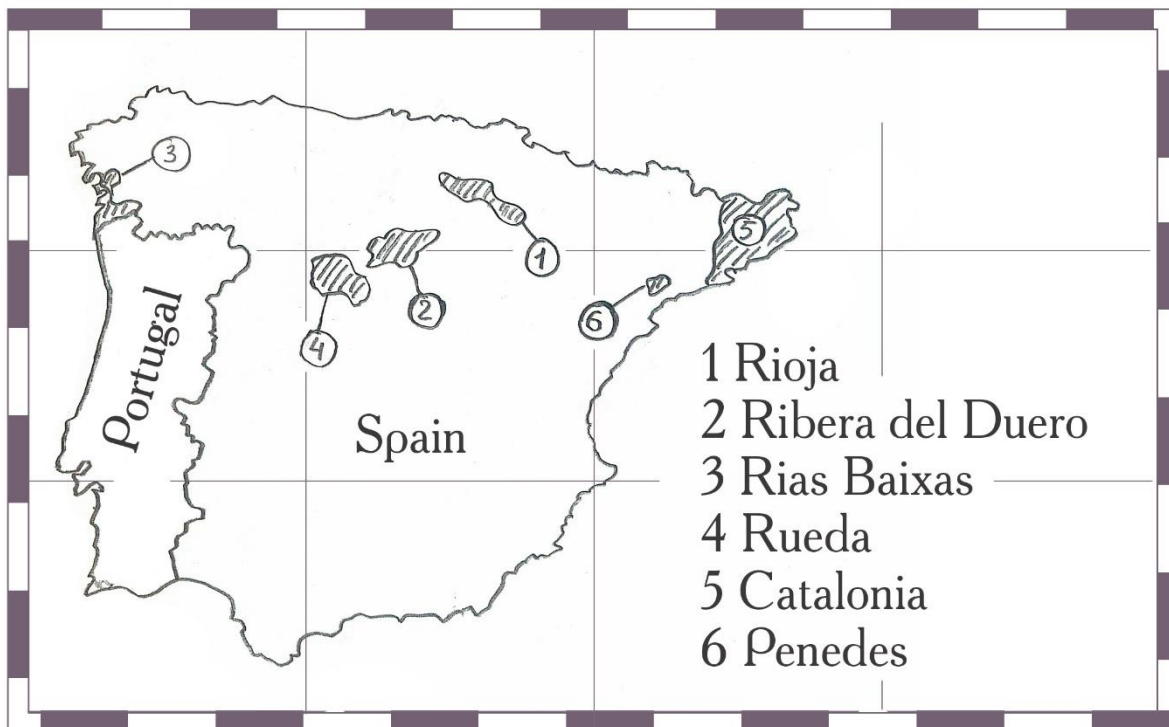 3
5
1
2
6
4
Portugal
Spain
1 Rioja
2 Ribera del Duero
3 Rias Baixas
4 Rueda
5 Catalonia
6 Penedes